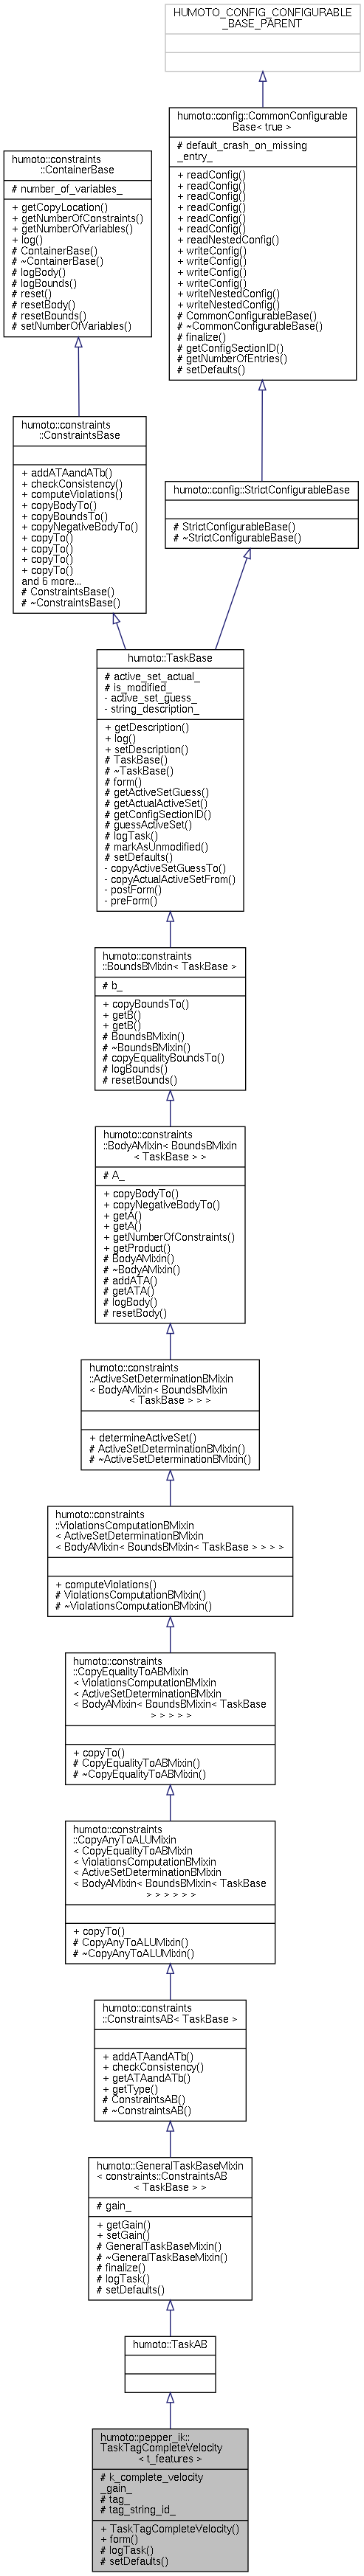 HUMOTO_CONFIG_CONFIGURABLE
_BASE_PARENT
humoto::config::CommonConfigurable
Base< true >
# default_crash_on_missing
_entry_
+ readConfig()
+ readConfig()
+ readConfig()
+ readConfig()
+ readConfig()
+ readConfig()
+ readNestedConfig()
+ writeConfig()
+ writeConfig()
+ writeConfig()
+ writeConfig()
+ writeNestedConfig()
+ writeNestedConfig()
# CommonConfigurableBase()
# ~CommonConfigurableBase()
# finalize()
# getConfigSectionID()
# getNumberOfEntries()
# setDefaults()
humoto::constraints
::ContainerBase
# number_of_variables_
+ getCopyLocation()
+ getNumberOfConstraints()
+ getNumberOfVariables()
+ log()
# ContainerBase()
# ~ContainerBase()
# logBody()
# logBounds()
# reset()
# resetBody()
# resetBounds()
# setNumberOfVariables()
humoto::constraints
::ConstraintsBase
+ addATAandATb()
+ checkConsistency()
+ computeViolations()
+ copyBodyTo()
+ copyBoundsTo()
+ copyNegativeBodyTo()
+ copyTo()
+ copyTo()
+ copyTo()
+ copyTo()
and 6 more...
# ConstraintsBase()
# ~ConstraintsBase()
humoto::config::StrictConfigurableBase
# StrictConfigurableBase()
# ~StrictConfigurableBase()
humoto::TaskBase
# active_set_actual_
# is_modified_
- active_set_guess_
- string_description_
+ getDescription()
+ log()
+ setDescription()
# TaskBase()
# ~TaskBase()
# form()
# getActiveSetGuess()
# getActualActiveSet()
# getConfigSectionID()
# guessActiveSet()
# logTask()
# markAsUnmodified()
# setDefaults()
- copyActiveSetGuessTo()
- copyActualActiveSetFrom()
- postForm()
- preForm()
humoto::constraints
::BoundsBMixin< TaskBase >
# b_
+ copyBoundsTo()
+ getB()
+ getB()
# BoundsBMixin()
# ~BoundsBMixin()
# copyEqualityBoundsTo()
# logBounds()
# resetBounds()
humoto::constraints
::BodyAMixin< BoundsBMixin
< TaskBase > >
# A_
+ copyBodyTo()
+ copyNegativeBodyTo()
+ getA()
+ getA()
+ getNumberOfConstraints()
+ getProduct()
# BodyAMixin()
# ~BodyAMixin()
# addATA()
# getATA()
# logBody()
# resetBody()
humoto::constraints
::ActiveSetDeterminationBMixin
< BodyAMixin< BoundsBMixin
< TaskBase > > >
+ determineActiveSet()
# ActiveSetDeterminationBMixin()
# ~ActiveSetDeterminationBMixin()
humoto::constraints
::ViolationsComputationBMixin
< ActiveSetDeterminationBMixin
< BodyAMixin< BoundsBMixin< TaskBase > > > >
+ computeViolations()
# ViolationsComputationBMixin()
# ~ViolationsComputationBMixin()
humoto::constraints
::CopyEqualityToABMixin
< ViolationsComputationBMixin
< ActiveSetDeterminationBMixin
< BodyAMixin< BoundsBMixin< TaskBase
> > > > >
+ copyTo()
# CopyEqualityToABMixin()
# ~CopyEqualityToABMixin()
humoto::constraints
::CopyAnyToALUMixin
< CopyEqualityToABMixin
< ViolationsComputationBMixin
< ActiveSetDeterminationBMixin
< BodyAMixin< BoundsBMixin< TaskBase
> > > > > >
+ copyTo()
# CopyAnyToALUMixin()
# ~CopyAnyToALUMixin()
humoto::constraints
::ConstraintsAB< TaskBase >
+ addATAandATb()
+ checkConsistency()
+ getATAandATb()
+ getType()
# ConstraintsAB()
# ~ConstraintsAB()
humoto::GeneralTaskBaseMixin
< constraints::ConstraintsAB
< TaskBase > >
# gain_
+ getGain()
+ setGain()
# GeneralTaskBaseMixin()
# ~GeneralTaskBaseMixin()
# finalize()
# logTask()
# setDefaults()
humoto::TaskAB
humoto::pepper_ik::
TaskTagCompleteVelocity
< t_features >
# k_complete_velocity
_gain_
# tag_
# tag_string_id_
+ TaskTagCompleteVelocity()
+ form()
# logTask()
# setDefaults()